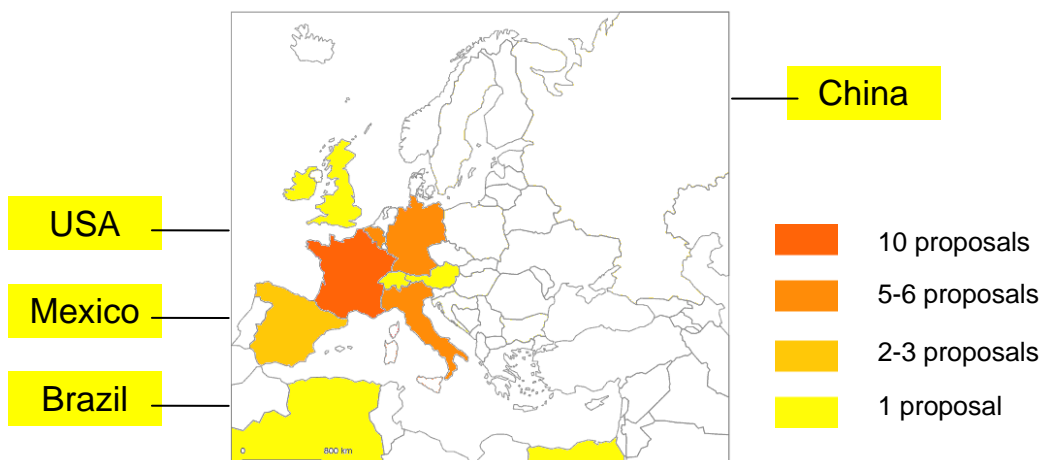 China
USA
Mexico
Brazil
10 proposals
5-6 proposals
2-3 proposals
1 proposal
0 800 km